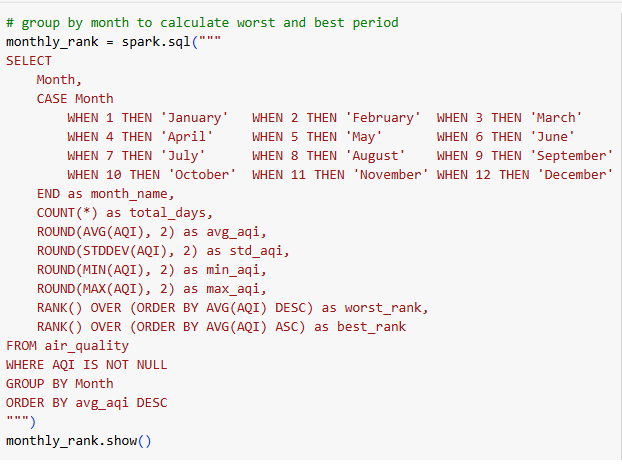 # group by month to calculate worst and best period
monthly_rank = spark.sql("""
SELECT
    Month,
    CASE Month
        WHEN 1 THEN 'January'   WHEN 2 THEN 'February'  WHEN 3 THEN 'March'
        WHEN 4 THEN 'April'     WHEN 5 THEN 'May'       WHEN 6 THEN 'June'
        WHEN 7 THEN 'July'      WHEN 8 THEN 'August'    WHEN 9 THEN 'September'
        WHEN 10 THEN 'October'  WHEN 11 THEN 'November' WHEN 12 THEN 'December'
    END as month_name,
    COUNT(*) as total_days,
    ROUND(AVG(AQI), 2) as avg_aqi,
    ROUND(STDDEV(AQI), 2) as std_aqi,
    ROUND(MIN(AQI), 2) as min_aqi,
    ROUND(MAX(AQI), 2) as max_aqi,
    RANK() OVER (ORDER BY AVG(AQI) DESC) as worst_rank,
    RANK() OVER (ORDER BY AVG(AQI) ASC) as best_rank
FROM air_quality
WHERE AQI IS NOT NULL
GROUP BY Month
ORDER BY avg_aqi DESC
""")
monthly_rank.show()